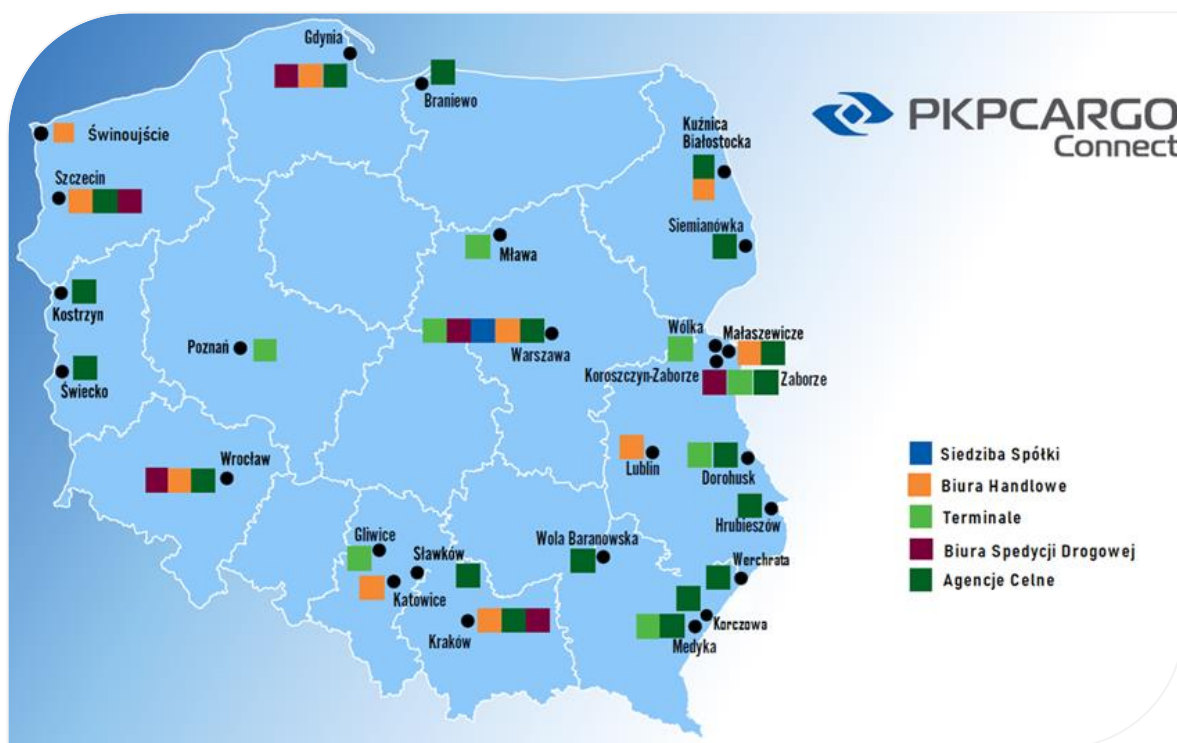 Gdynia
Braniewo
PKPCARGO
Connect
Świnoujście
Kuźnica
Białostocka
Szczecin
Siemianówka
Mława
Kostrzyn
Wólka
Małaszewicze
Poznań
Warszawa
Koroszczyn-Zaborze
Zaborze
Świecko
Wrocław
Lublin
Dorohusk
Siedziba Spółki
Biura Handlowe
Terminale
Biura Spedycji Drogowej
Agencje Celne
Hrubieszów
Gliwice
Sławków
Wola Baranowska
Werchrata
Katowice
Korczowa
Kraków
Medyka